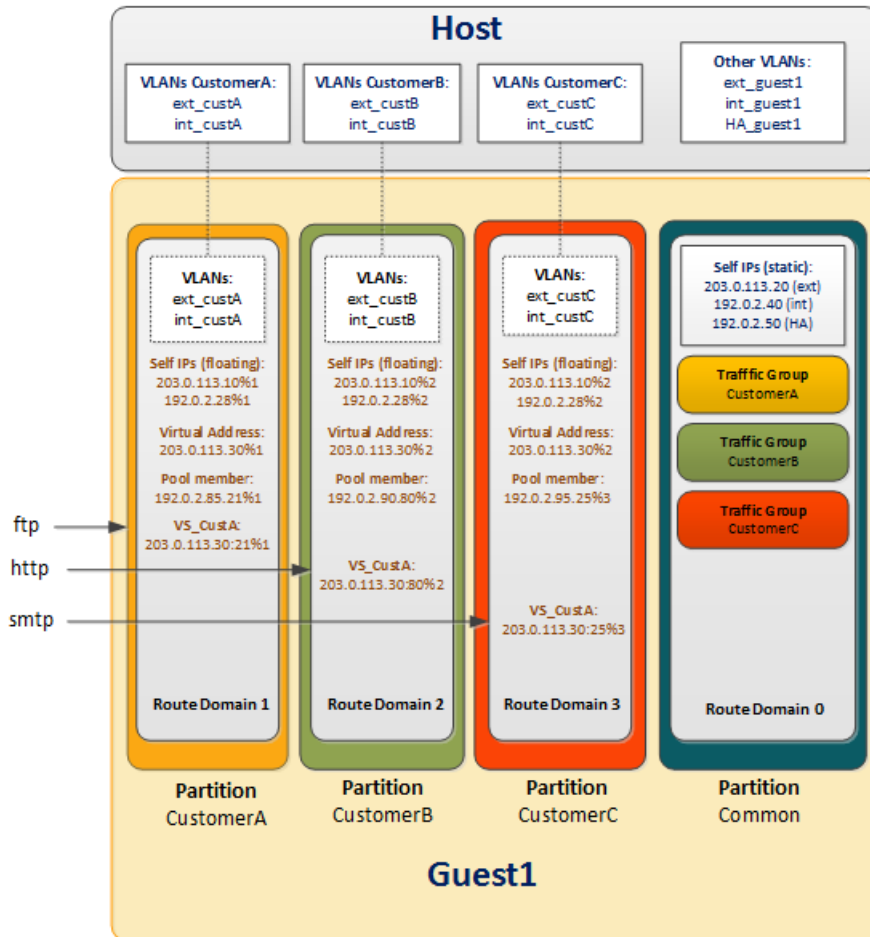 Host
VLANs CustomerA:
ext_custA
int_custA
VLANs CustomerB:
ext_custB
int_custB
VLANs CustomerC:
ext_custC
int_custC
Other VLANs:
ext_guest1
int_guest1
HA_guest1
VLANs:
ext_custA
int_custA
Self IPs (floating):
203.0.113.10%1
192.0.2.28%1
Virtual Address:
203.0.113.30%1
Pool member:
192.0.2.85.21%1
VS_CustA:
203.0.113.30:21%1
Route Domain 1
VLANs:
ext_custB
int_custB
Self IPs (floating):
203.0.113.10%2
192.0.2.28%2
Virtual Address:
203.0.113.30%2
Pool member:
192.0.2.90.80%2
VS_CustA:
203.0.113.30:80%2
Route Domain 2
VLANs:
ext_custC
int_custC
Self IPs (floating):
203.0.113.10%2
192.0.2.28%2
Virtual Address:
203.0.113.30%2
Pool member:
192.0.2.95.25%3
VS_CustA:
203.0.113.30:25%3
Route Domain 3
Self IPs (static):
203.0.113.20 (ext)
192.0.2.40 (int)
192.0.2.50 (HA)
Trafffic Group
CustomerA
Traffic Group
CustomerB
Traffic Group
CustomerC
Route Domain 0
ftp
http
smtp
Partition
CustomerA
Partition
CustomerB
Partition
CustomerC
Partition
Common
Guest1